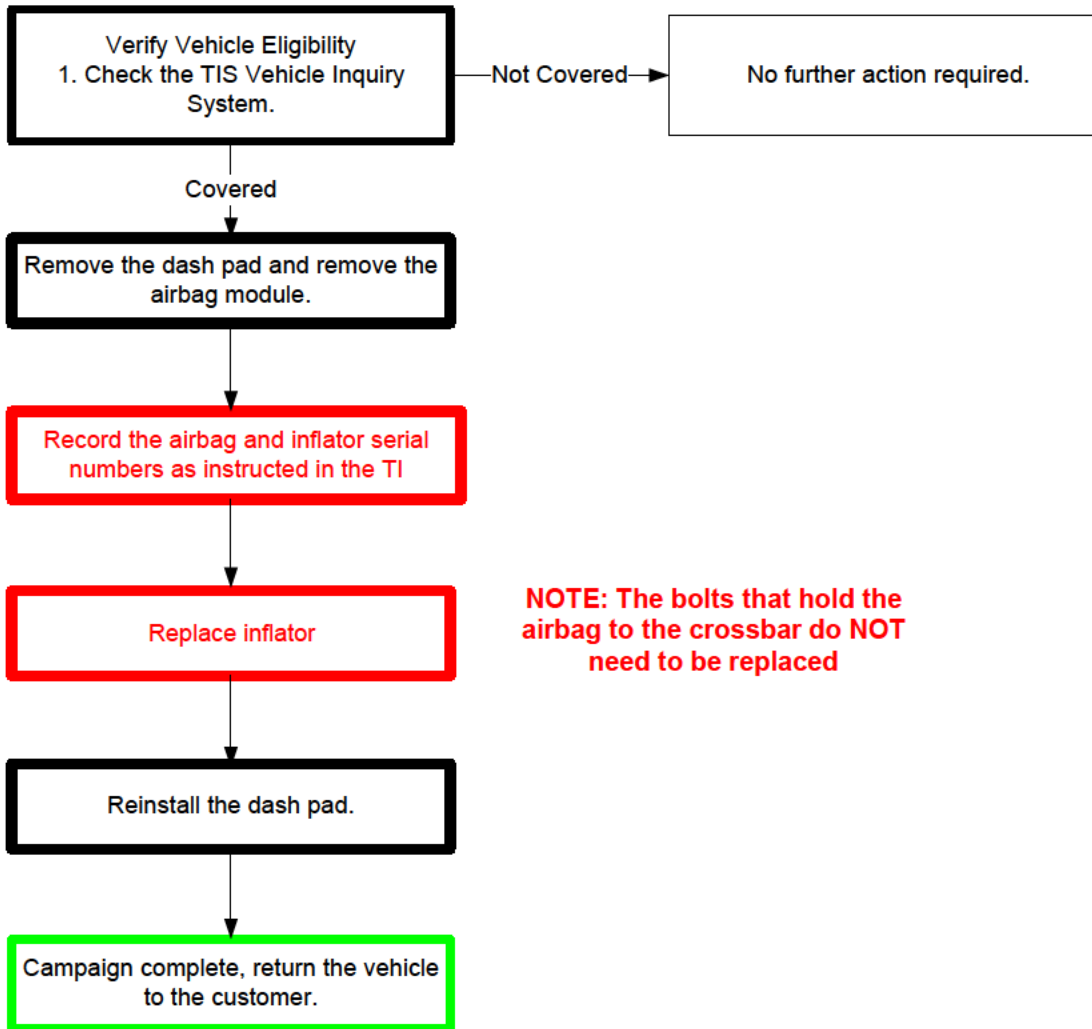 Verify Vehicle Eligibility
1. Check the TIS Vehicle Inquiry
System.
Not Covered
No further action required.
Covered
Remove the dash pad and remove the
airbag module.
Record the airbag and inflator serial
numbers as instructed in the TI
Replace inflator
NOTE: The bolts that hold the
airbag to the crossbar do NOT
need to be replaced
Reinstall the dash pad.
Campaign complete, return the vehicle
to the customer.